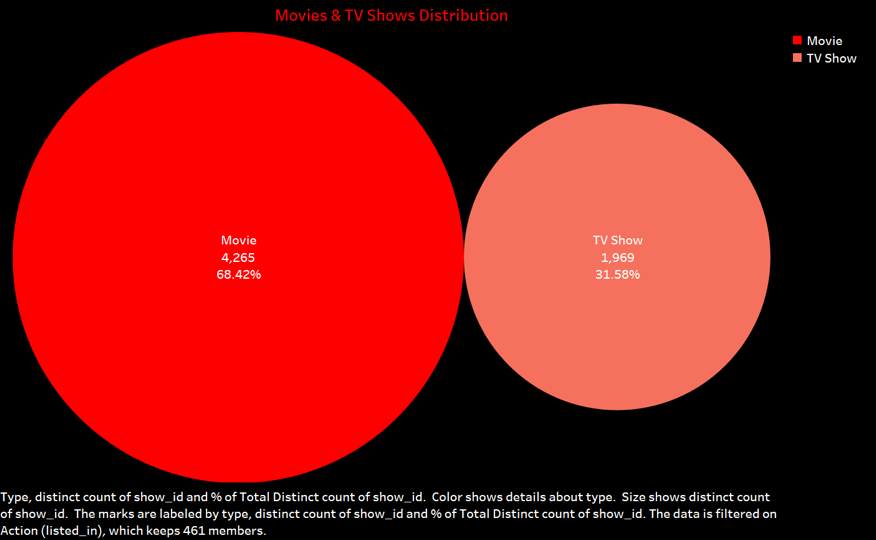 Movies & TV Shows Distribution
Movie
TV Show
Movie
4,265
68.42%
TV Show
1,969
31.58%
Type, distinct count of show_id and % of Total Distinct count of show_id.  Color shows details about type.  Size shows distinct count
of show_id.  The marks are labeled by type, distinct count of show_id and % of Total Distinct count of show_id. The data is filtered on
Action (listed_in), which keeps 461 members.